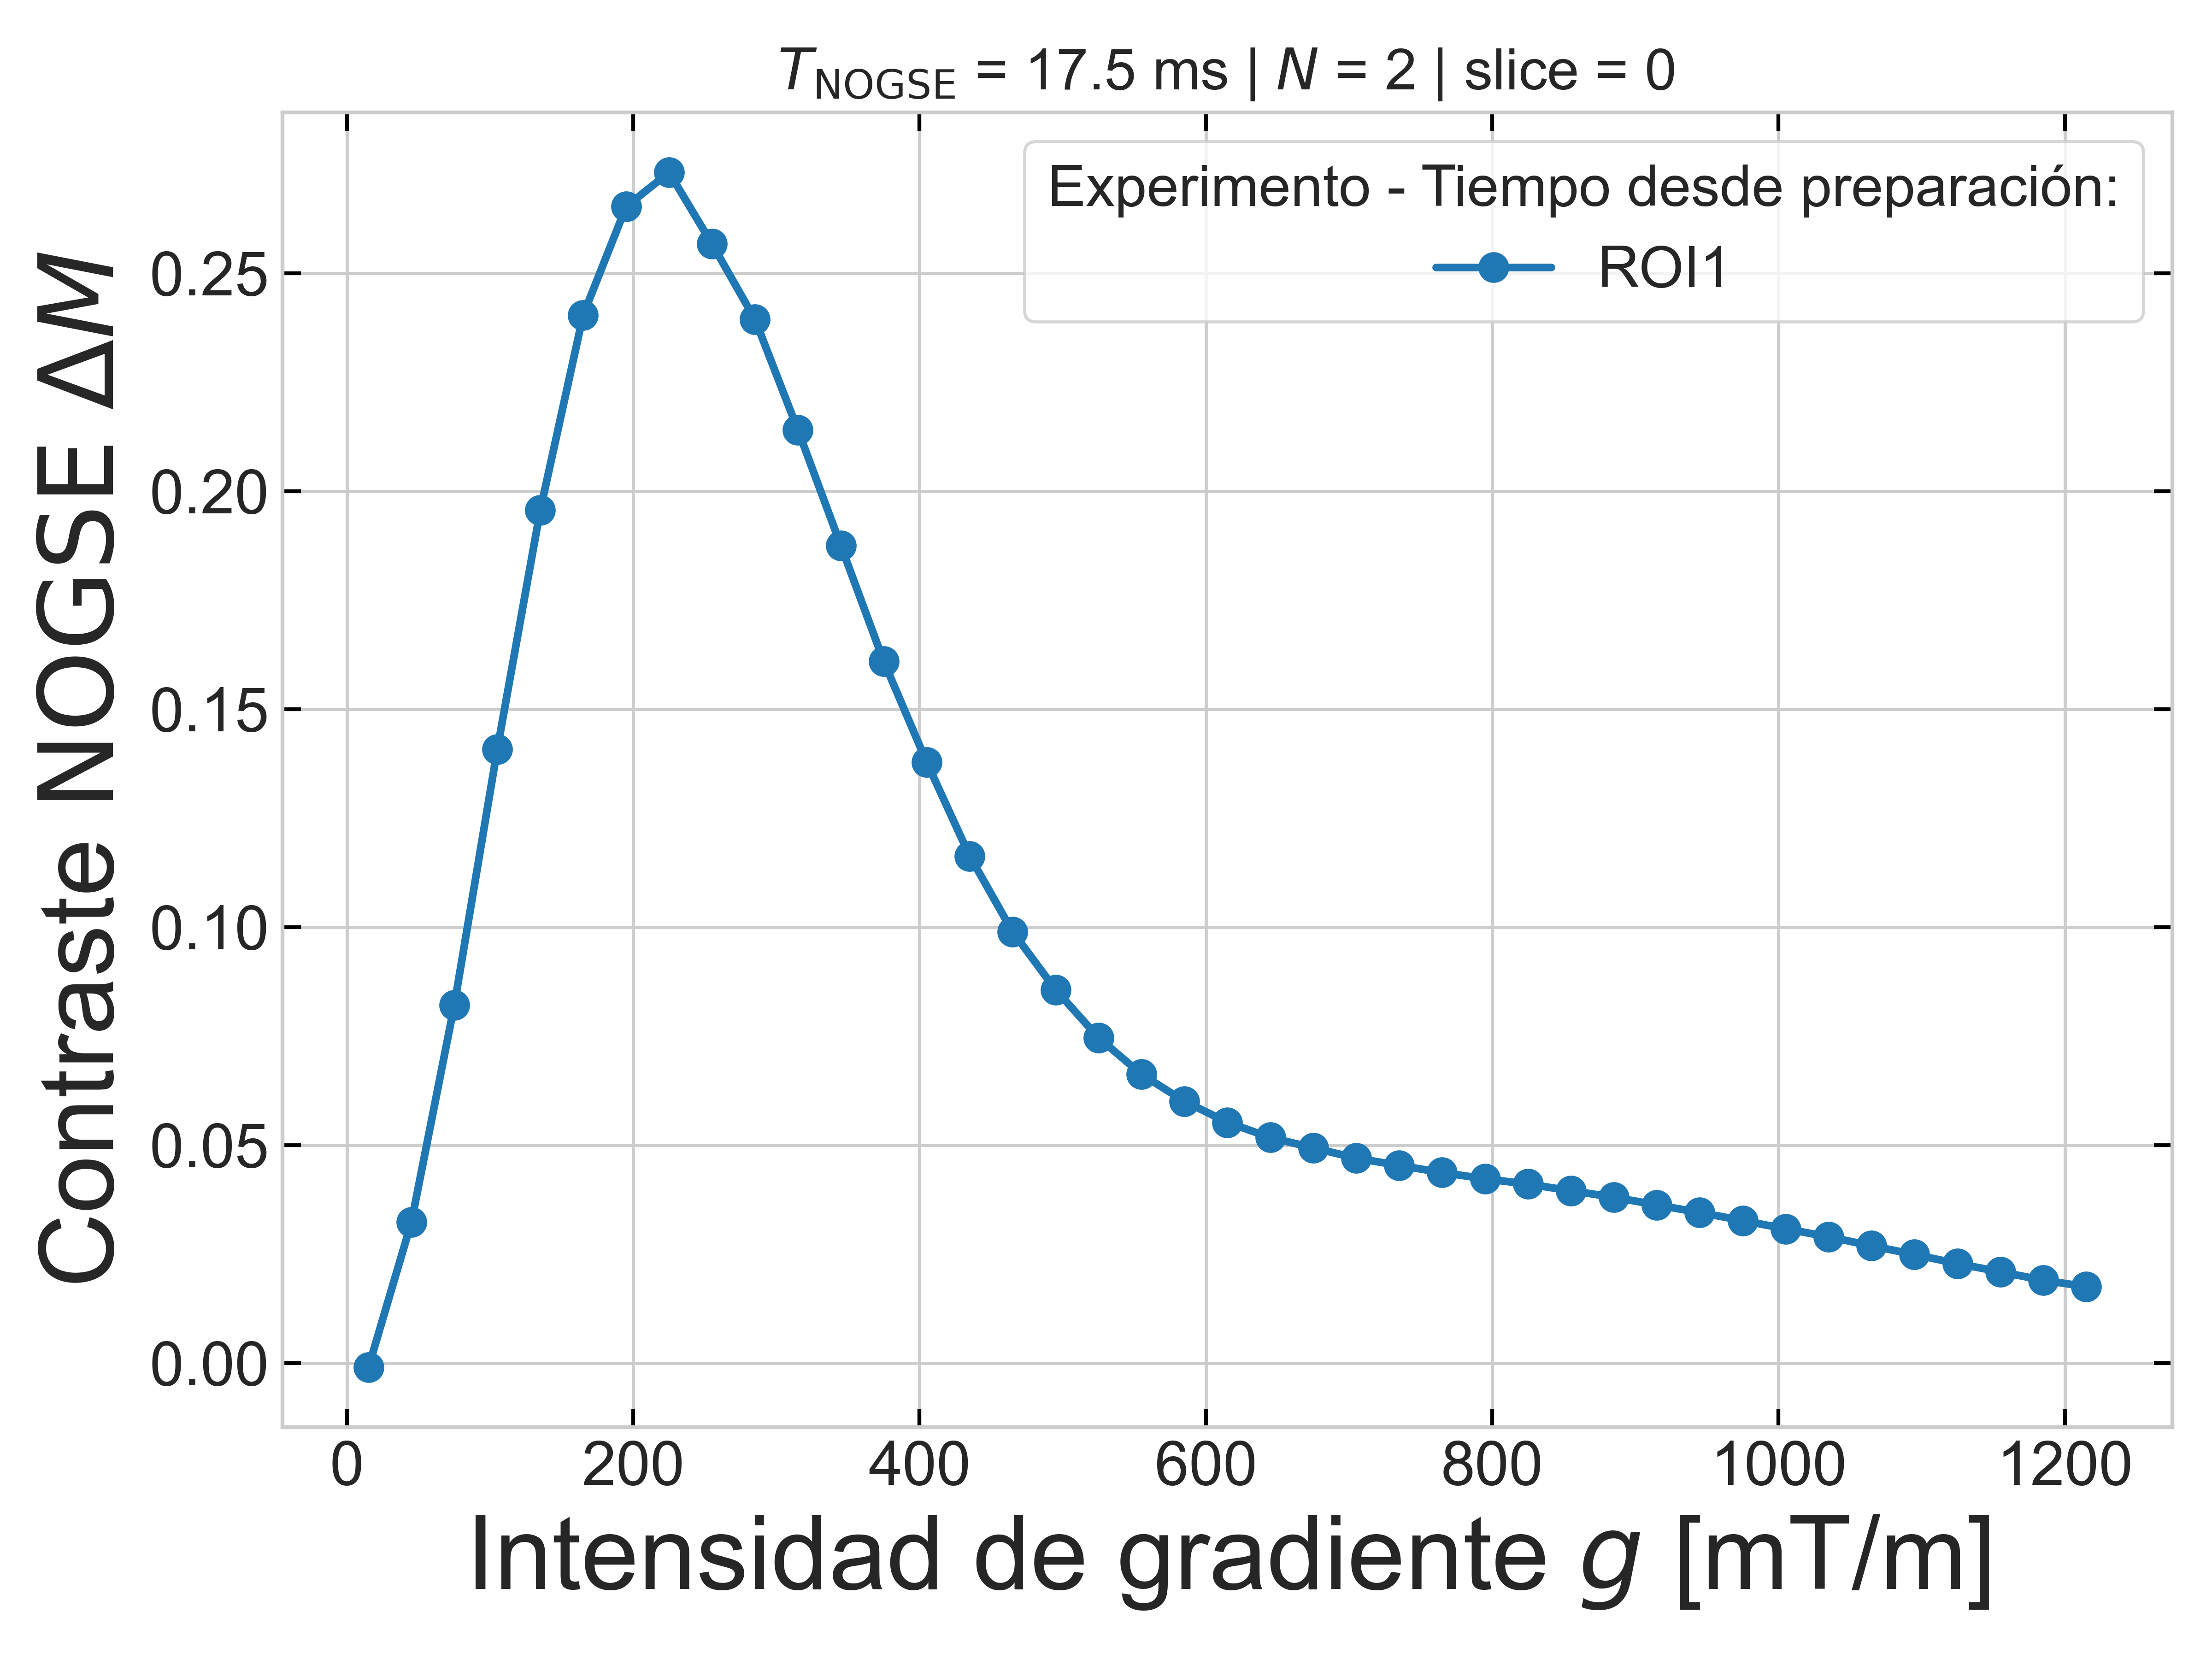 T_NOGSE = 17.5 ms | N = 2 | slice = 0
Experimento - Tiempo desde preparación:
ROI1
Contraste NOGSE ΔM
0.25
0.20
0.15
0.10
0.05
0.00
0 200 400 600 800 1000 1200
Intensidad de gradiente g [mT/m]